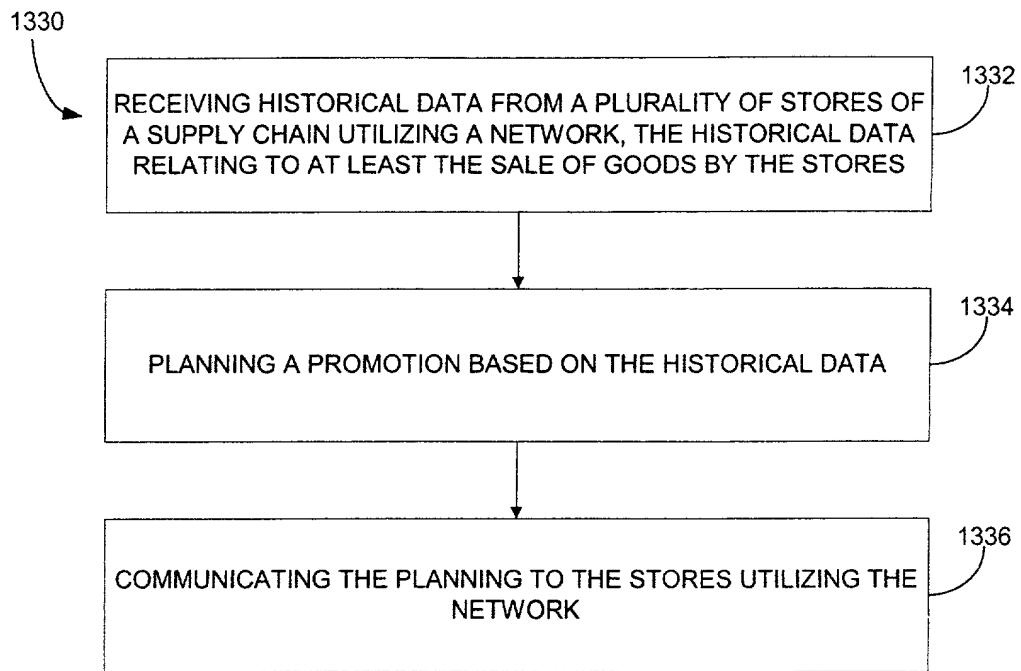 1330
1332
RECEIVING HISTORICAL DATA FROM A PLURALITY OF STORES OF
A SUPPLY CHAIN UTILIZING A NETWORK, THE HISTORICAL DATA
RELATING TO AT LEAST THE SALE OF GOODS BY THE STORES
1334
PLANNING A PROMOTION BASED ON THE HISTORICAL DATA
1336
COMMUNICATING THE PLANNING TO THE STORES UTILIZING THE
NETWORK